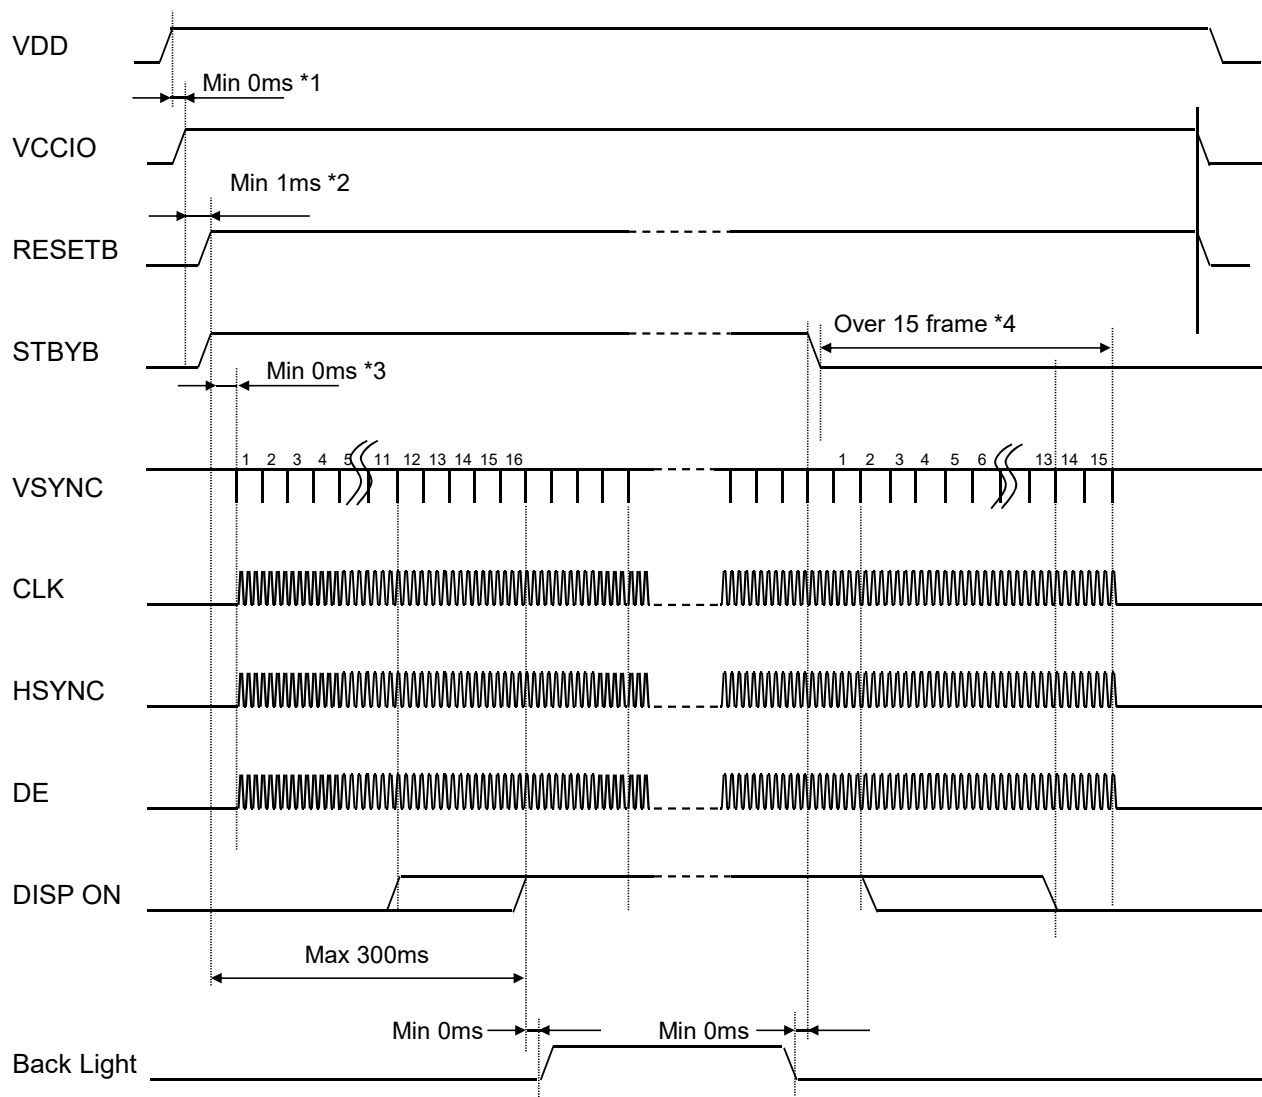 VDD
Min 0ms *1
VCCIO
Min 1ms *2
RESETB
Over 15 frame *4
STBYB
Min 0ms *3
1 2 3 4 5 11 12 13 14 15 16 1 2 3 4 5 6 13 14 15
VSYNC
CLK
HSYNC
DE
DISP ON
Max 300ms
Min 0ms Min 0ms
Back Light